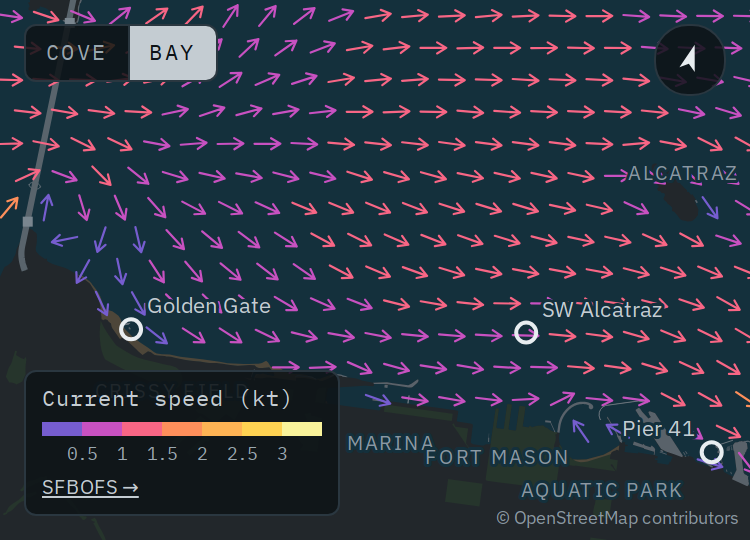 COVE BAY
ALCATRAZ
Golden Gate
SW Alcatraz
CRISSY FIELD
Current speed (kt)
0.5 1 1.5 2 2.5 3
SFBOFS→
MARINA
FORT MASON
Pier 41
AQUATIC PARK
© OpenStreetMap contributors